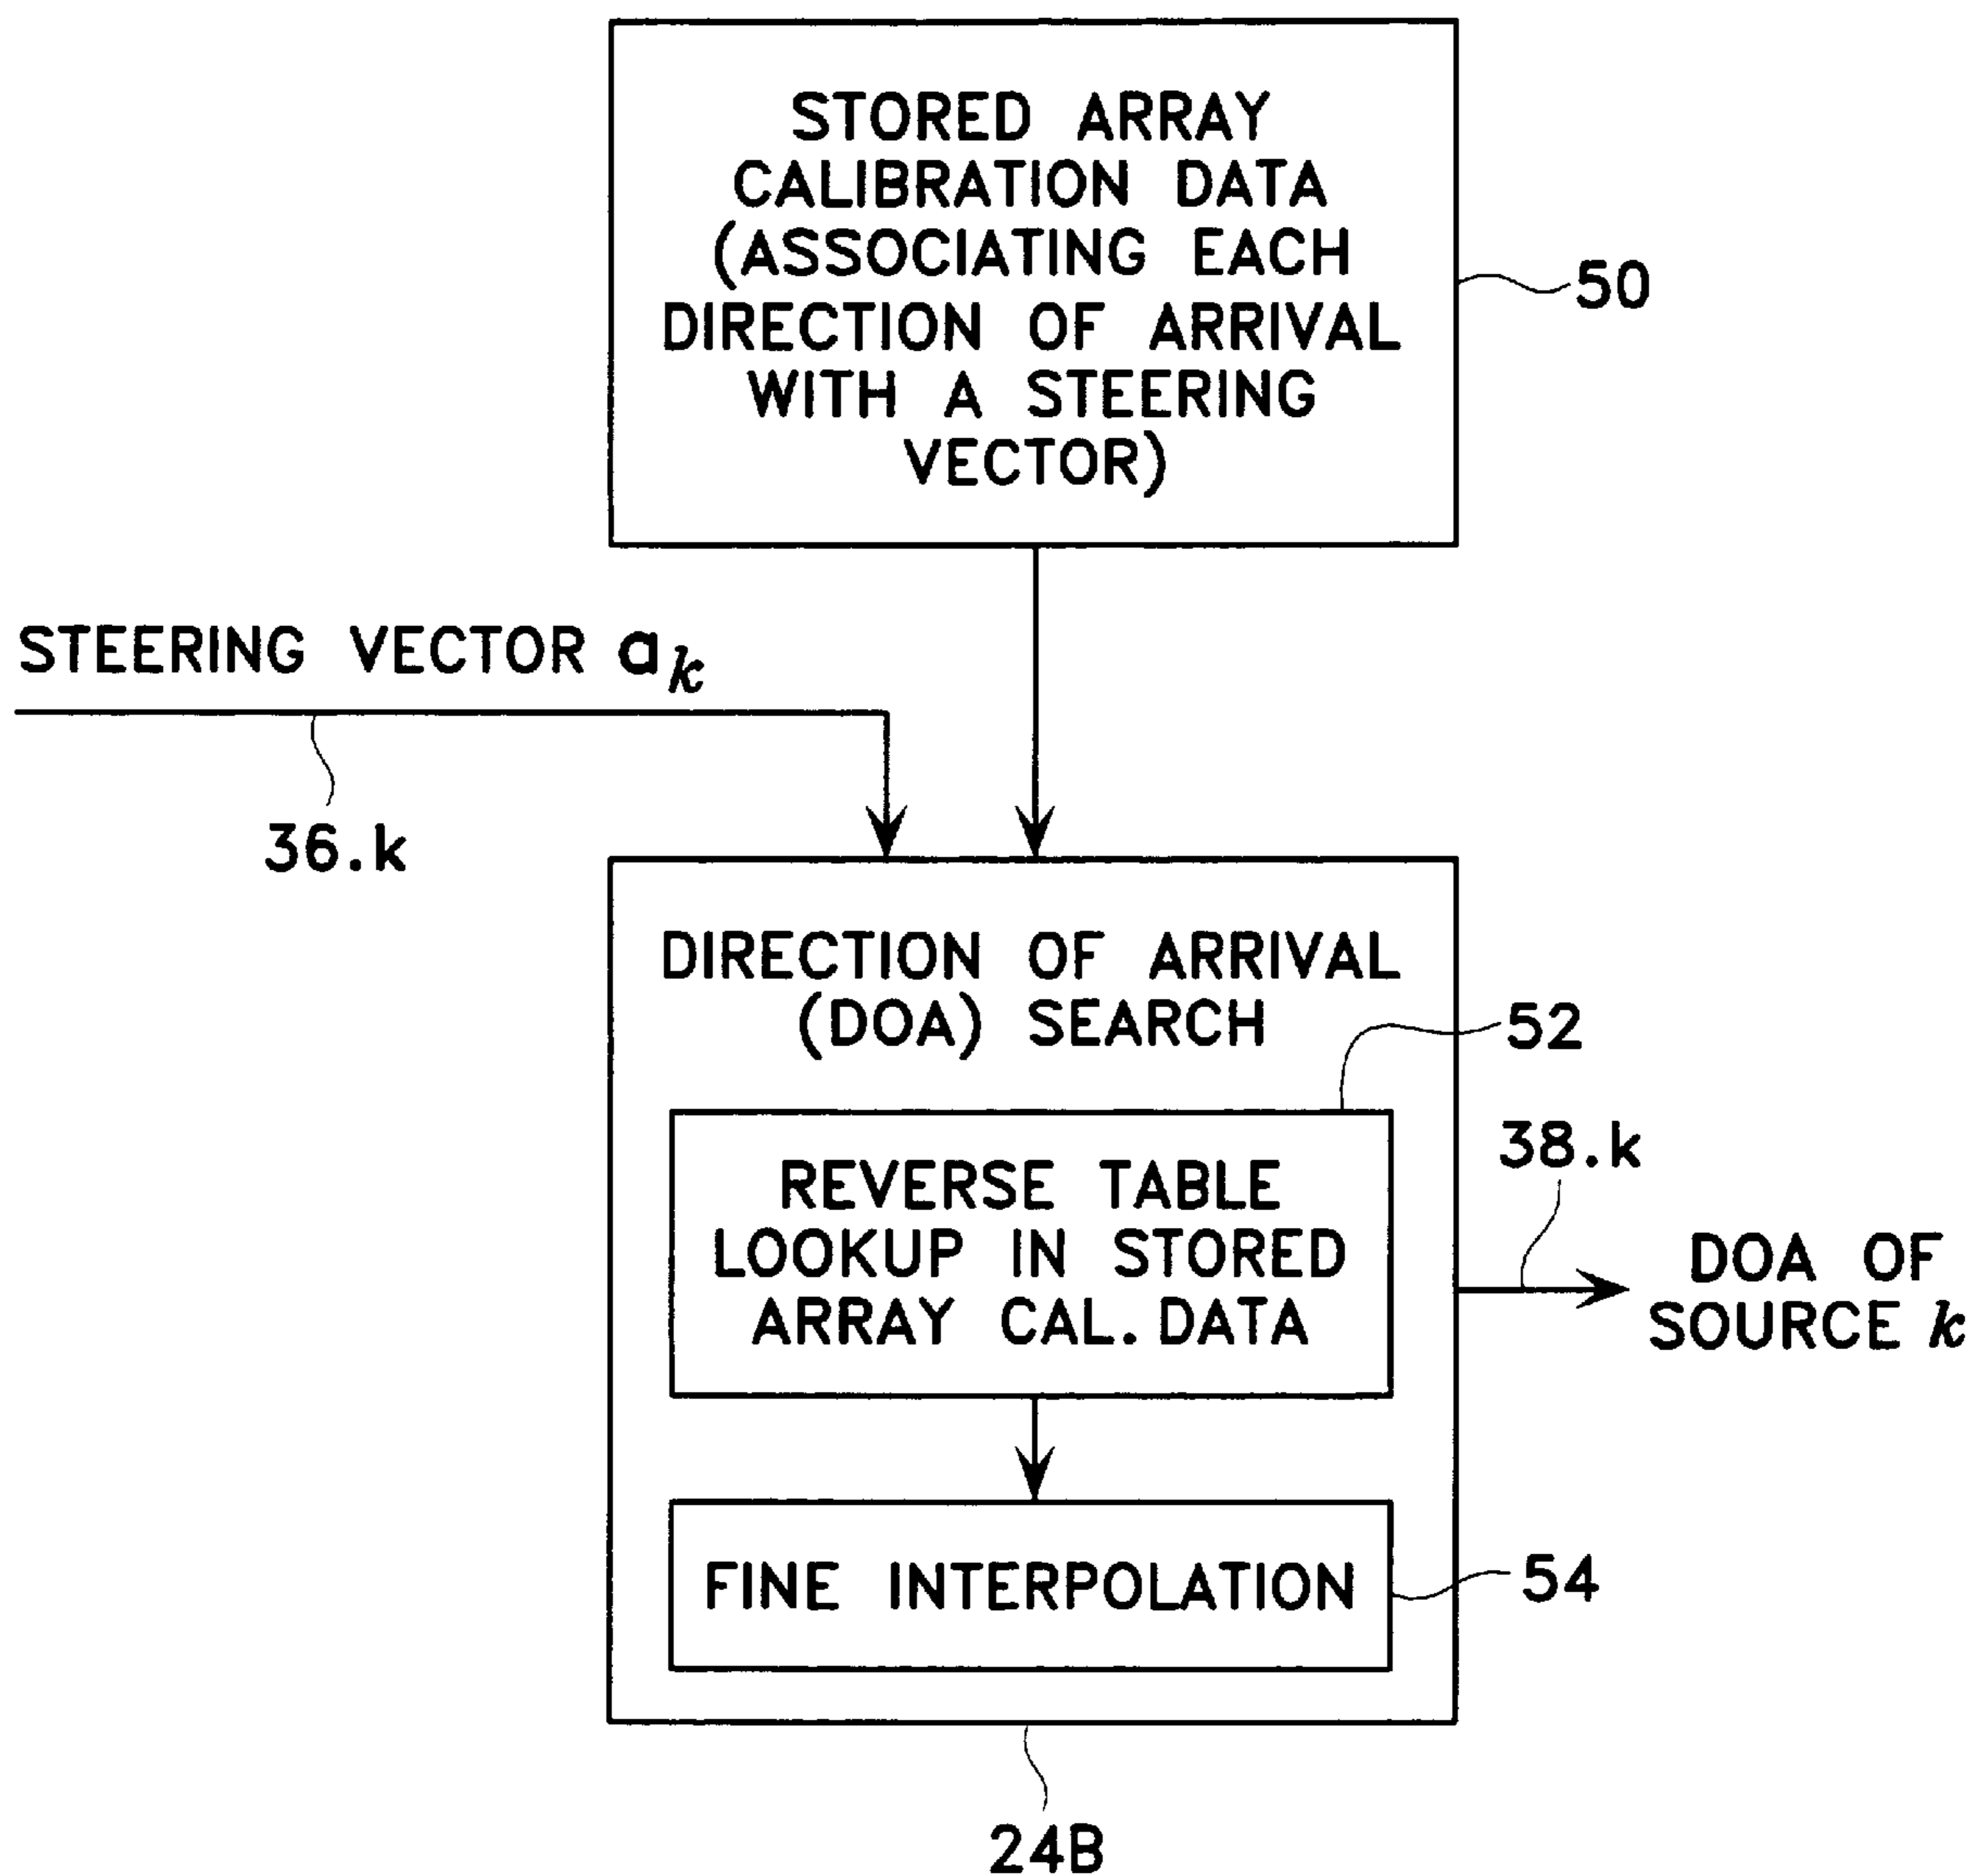 STORED ARRAY
CALIBRATION DATA
(ASSOCIATING EACH
DIRECTION OF ARRIVAL
WITH A STEERING
VECTOR)
50
STEERING VECTOR ak
36.k
DIRECTION OF ARRIVAL
(DOA) SEARCH
52
REVERSE TABLE
LOOKUP IN STORED
ARRAY CAL. DATA
38.k
DOA OF
SOURCE k
FINE INTERPOLATION
54
24B